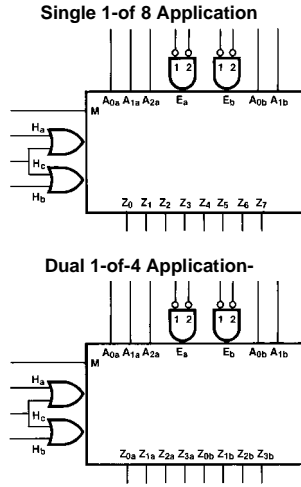 Single 1-of 8 Application
1 2 1 2
A0a A1a A2a Ea Eb A0b A1b
M
Ha
Hc
Hb
Z0 Z1 Z2 Z3 Z4 Z5 Z6 Z7
Dual 1-of-4 Application-
1 2 1 2
A0a A1a A2a Ea Eb A0b A1b
M
Ha
Hc
Hb
Z0a Z1a Z2a Z3a Z0b Z1b Z2b Z3b